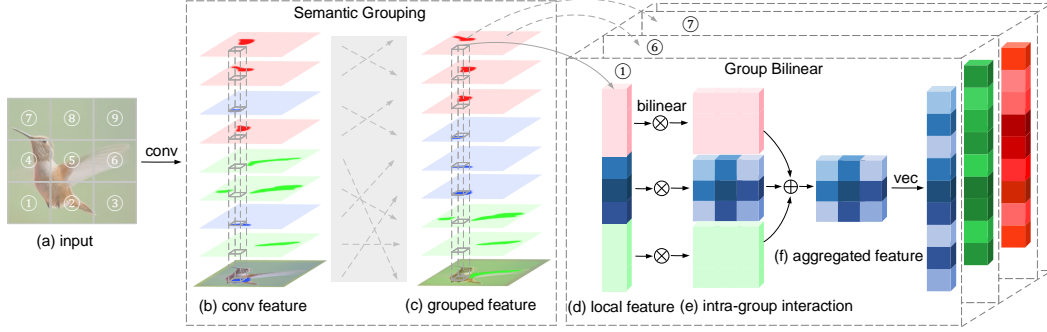 Semantic Grouping
⑦
⑥
①
Group Bilinear
bilinear
⑦ ⑧ ⑨
④ ⑤ ⑥
① ② ③
conv
vec
(a) input
(b) conv feature
(c) grouped feature
(d) local feature
(e) intra-group interaction
(f) aggregated feature